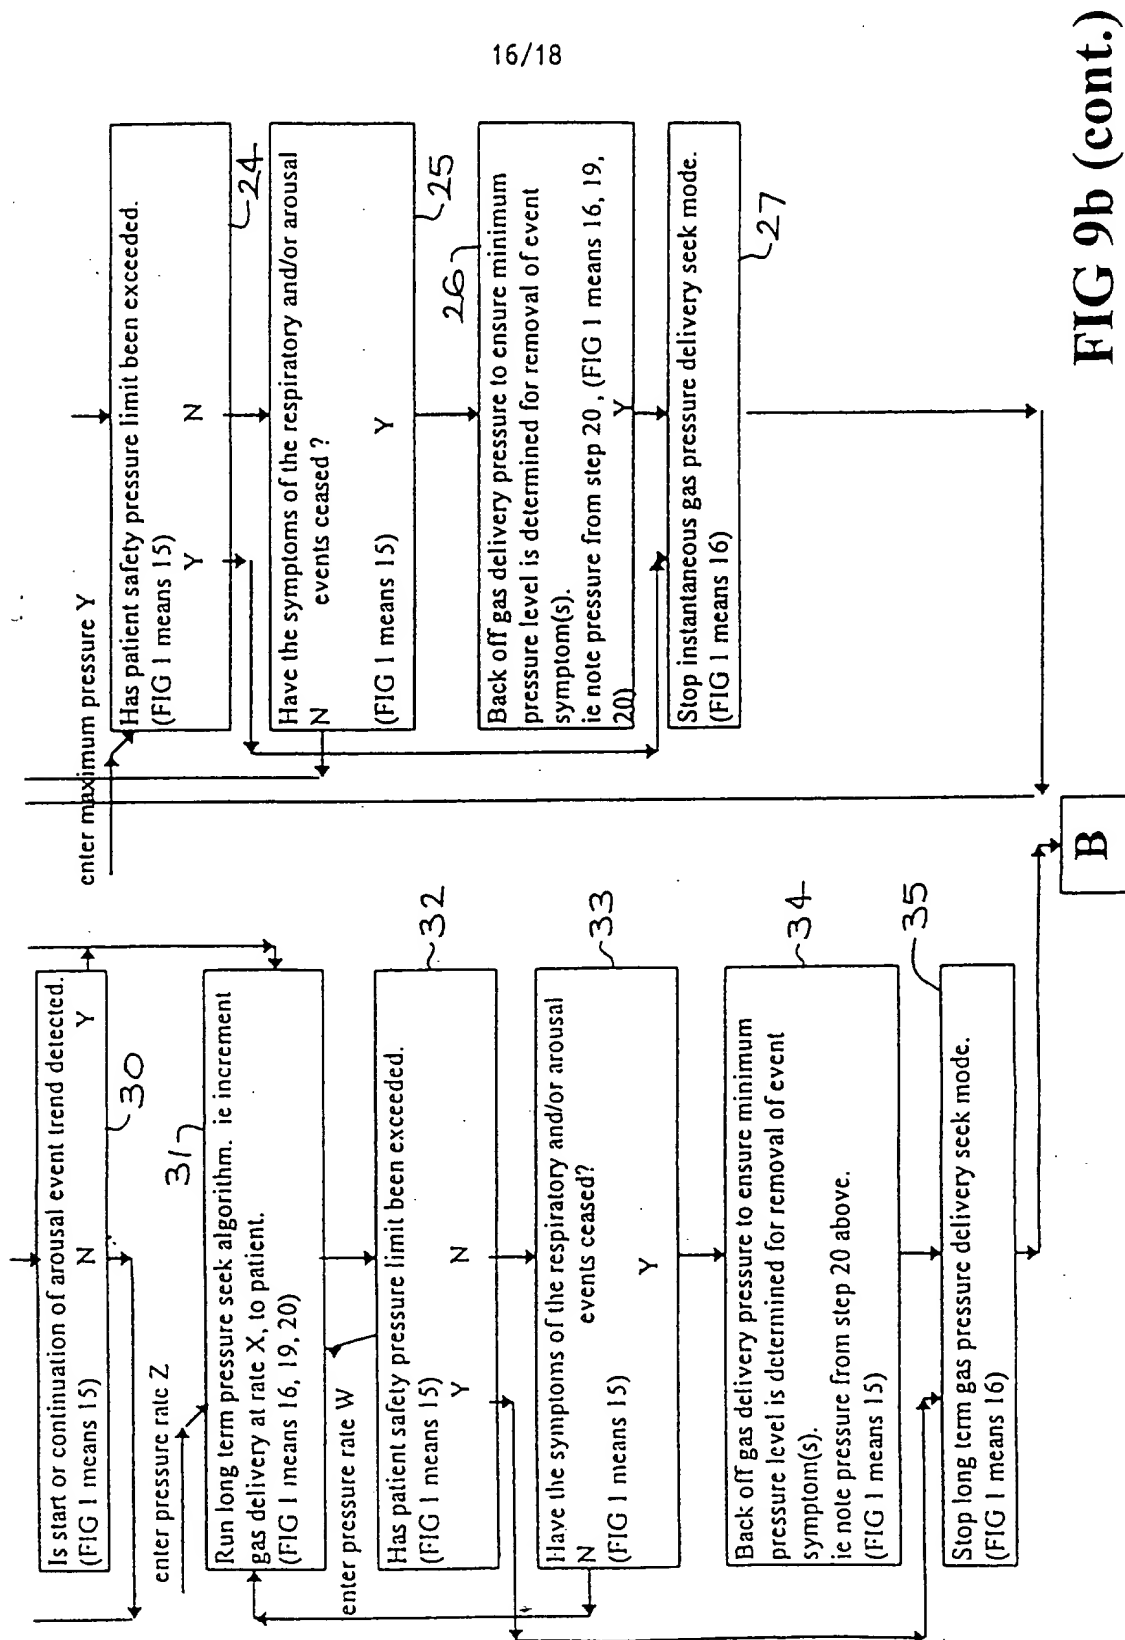 16/18
Is start or continuation of arousal event trend detected.
(FIG 1 means 15)
N Y
30
enter pressure rate Z
31
Run long term pressure seek algorithm. ie increment
gas delivery at rate X, to patient.
(FIG 1 means 16, 19, 20)
enter pressure rate W
32
Has patient safety pressure limit been exceeded.
(FIG 1 means 15)
Y N
33
Have the symptoms of the respiratory and/or arousal
N events ceased?
(FIG 1 means 15) Y
34
Back off gas delivery pressure to ensure minimum
pressure level is determined for removal of event
symptom(s).
ie note pressure from step 20 above.
(FIG 1 means 15)
35
Stop long term gas pressure delivery seek mode.
(FIG 1 means 16)
enter maximum pressure Y
Has patient safety pressure limit been exceeded.
(FIG 1 means 15)
Y N
24
Have the symptoms of the respiratory and/or arousal
N events ceased ?
(FIG 1 means 15) Y
25
26
Back off gas delivery pressure to ensure minimum
pressure level is determined for removal of event
symptom(s).
ie note pressure from step 20 , (FIG 1 means 16, 19,
20) Y
Stop instantaneous gas pressure delivery seek mode.
(FIG 1 means 16)
27
B
FIG 9b (cont.)